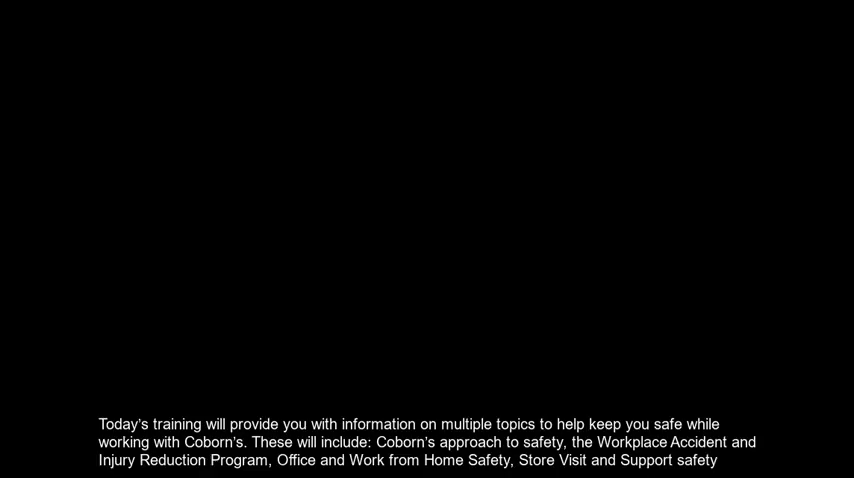 Today’s training will provide you with information on multiple topics to help keep you safe while
working with Coborn’s. These will include: Coborn’s approach to safety, the Workplace Accident and
Injury Reduction Program, Office and Work from Home Safety, Store Visit and Support safety